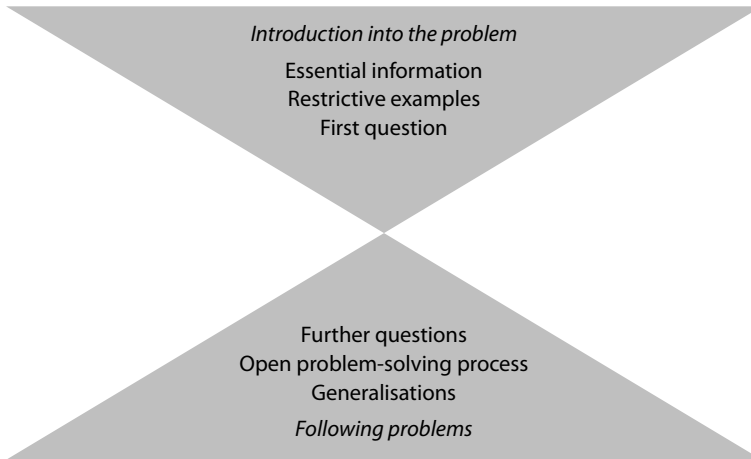 Introduction into the problem
Essential information
Restrictive examples
First question
Further questions
Open problem-solving process
Generalisations
Following problems